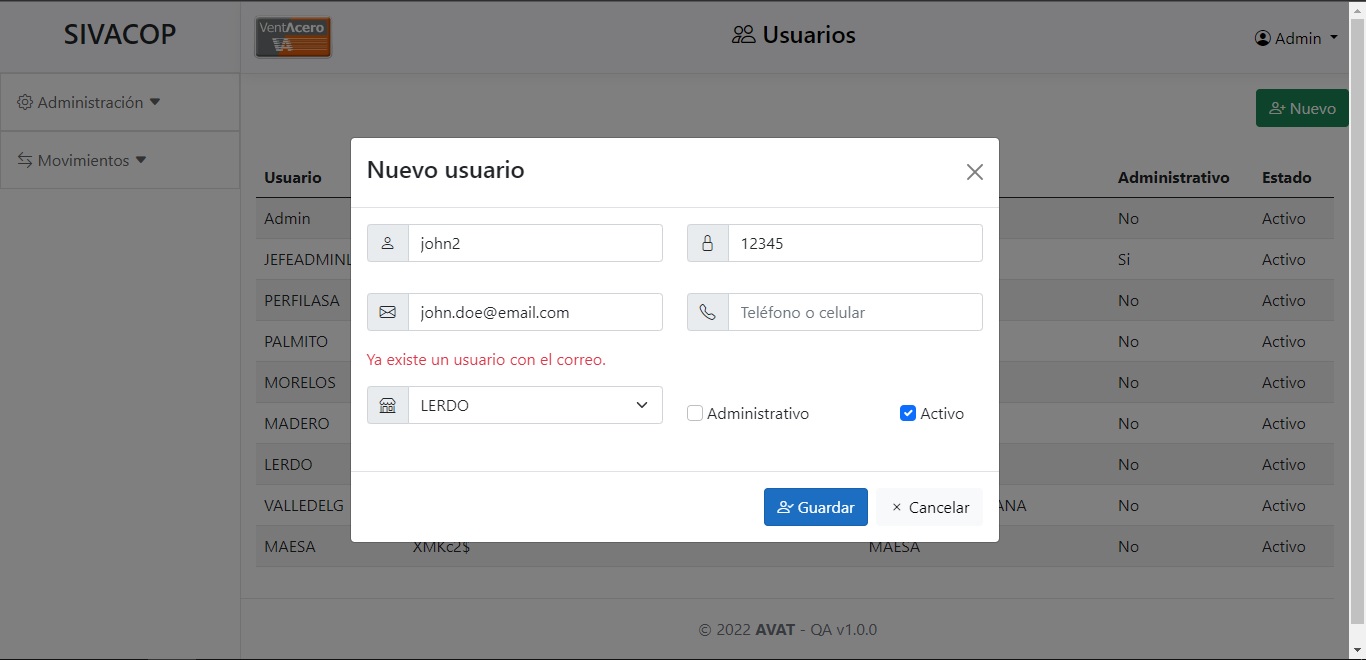 SIVACOP
VentAcero
VA
Usuarios
Admin
Administración
Movimientos
Nuevo
Usuario Administrativo Estado
Admin No Activo
JEFEADMINL Si Activo
PERFILASA No Activo
PALMITO No Activo
MORELOS No Activo
MADERO No Activo
LERDO No Activo
VALLEDELG ANA No Activo
MAESA XMKc2$ MAESA No Activo
Nuevo usuario
john2 12345
john.doe@email.com Teléfono o celular
Ya existe un usuario con el correo.
LERDO Administrativo Activo
Guardar Cancelar
© 2022 AVAT - QA v1.0.0